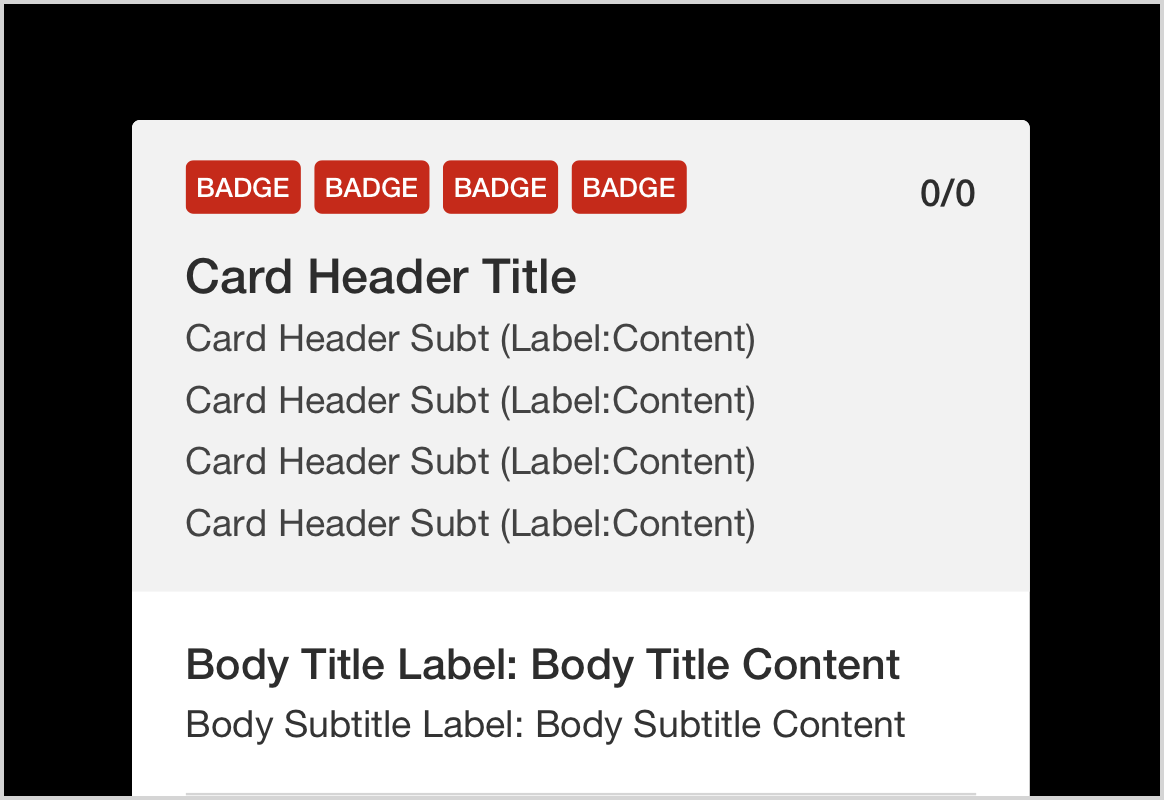 BADGE BADGE BADGE BADGE 0/0
Card Header Title
Card Header Subt (Label:Content)
Card Header Subt (Label:Content)
Card Header Subt (Label:Content)
Card Header Subt (Label:Content)
Body Title Label: Body Title Content
Body Subtitle Label: Body Subtitle Content